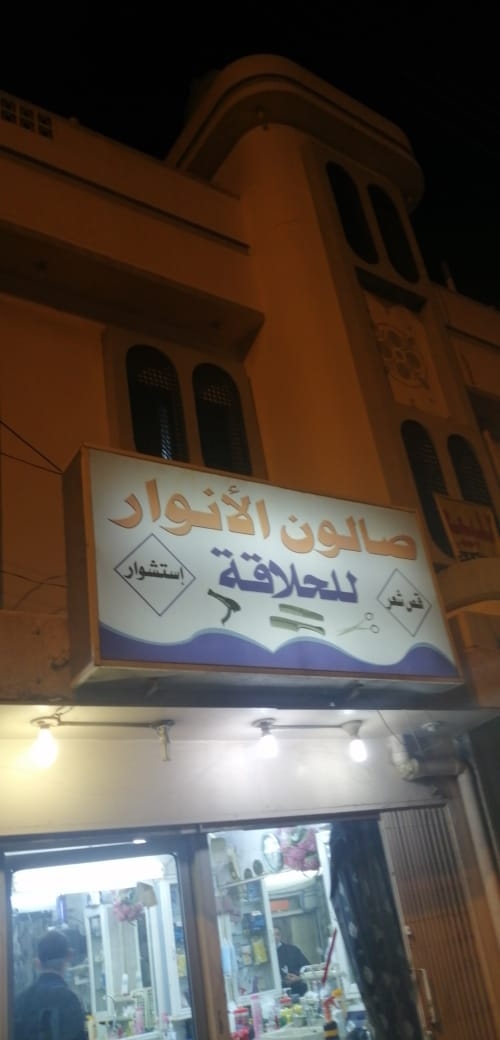 صالون الأنوار
للحلاقة
إستشوار
قص شعر